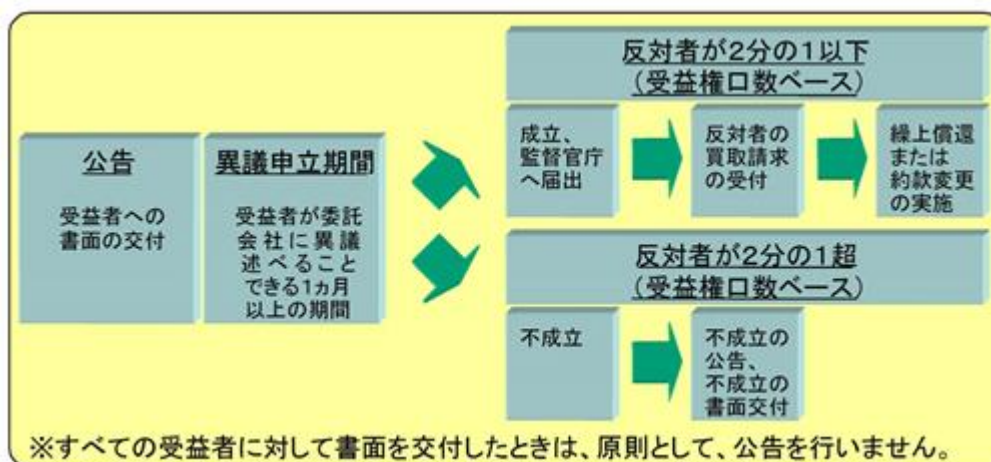 公告
受益者への
書面の交付
異議申立期間
受益者が委託
会社に異議
述べること
できる1ヵ月
以上の期間
反対者が2分の1以下
(受益権口数ベース)
成立、
監督官庁
へ届出
反対者の
買取請求
の受付
繰上償還
または
約款変更
の実施
反対者が2分の1超
(受益権口数ベース)
不成立
不成立の
公告、
不成立の
書面交付
※すべての受益者に対して書面を交付したときは、原則として、公告を行いません。